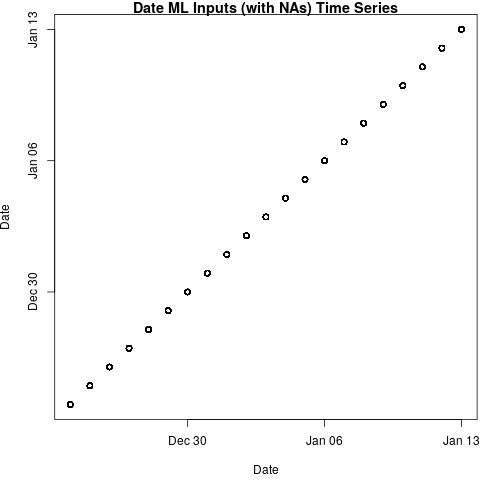 Date ML Inputs (with NAs) Time Series
Jan 13
Jan 06
Dec 30
Date
Dec 30
Jan 06
Jan 13
Date